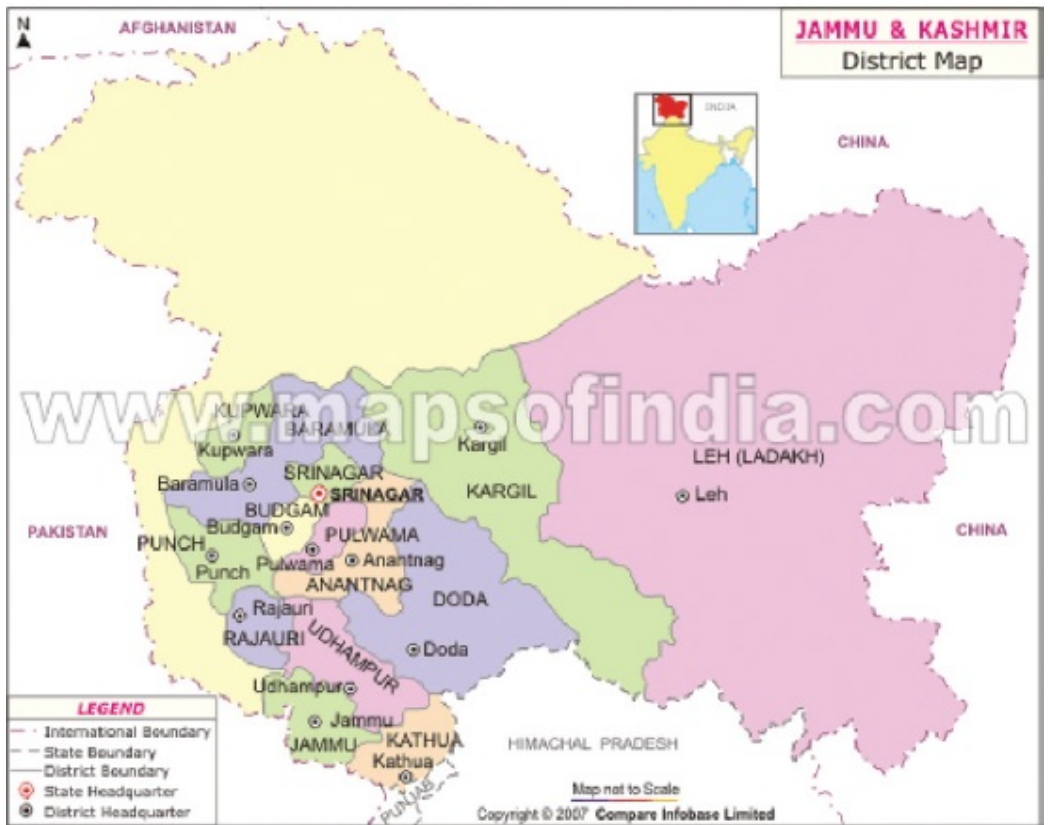 N
AFGHANISTAN
JAMMU & KASHMIR
District Map
INDIA
CHINA
www.mapsofindia.com
KUPWARA
Kupwara
BARAMULA
Kargil
KARGIL
LEH (LADAKH)
Leh
Baramula
SRINAGAR
SRINAGAR
BUDGAM
Budgam
PAKISTAN
PUNCH
Punch
PULWAMA
Pulwama
Anantnag
ANANTNAG
CHINA
DODA
Doda
Rajauri
RAJAURI
UDHAMPUR
Udhampur
Jammu
JAMMU
KATHUA
Kathua
HIMACHAL PRADESH
PUNJAB
LEGEND
International Boundary
State Boundary
District Boundary
State Headquarter
District Headquarter
Map not to Scale
Copyright © 2007 Compare Infobase Limited